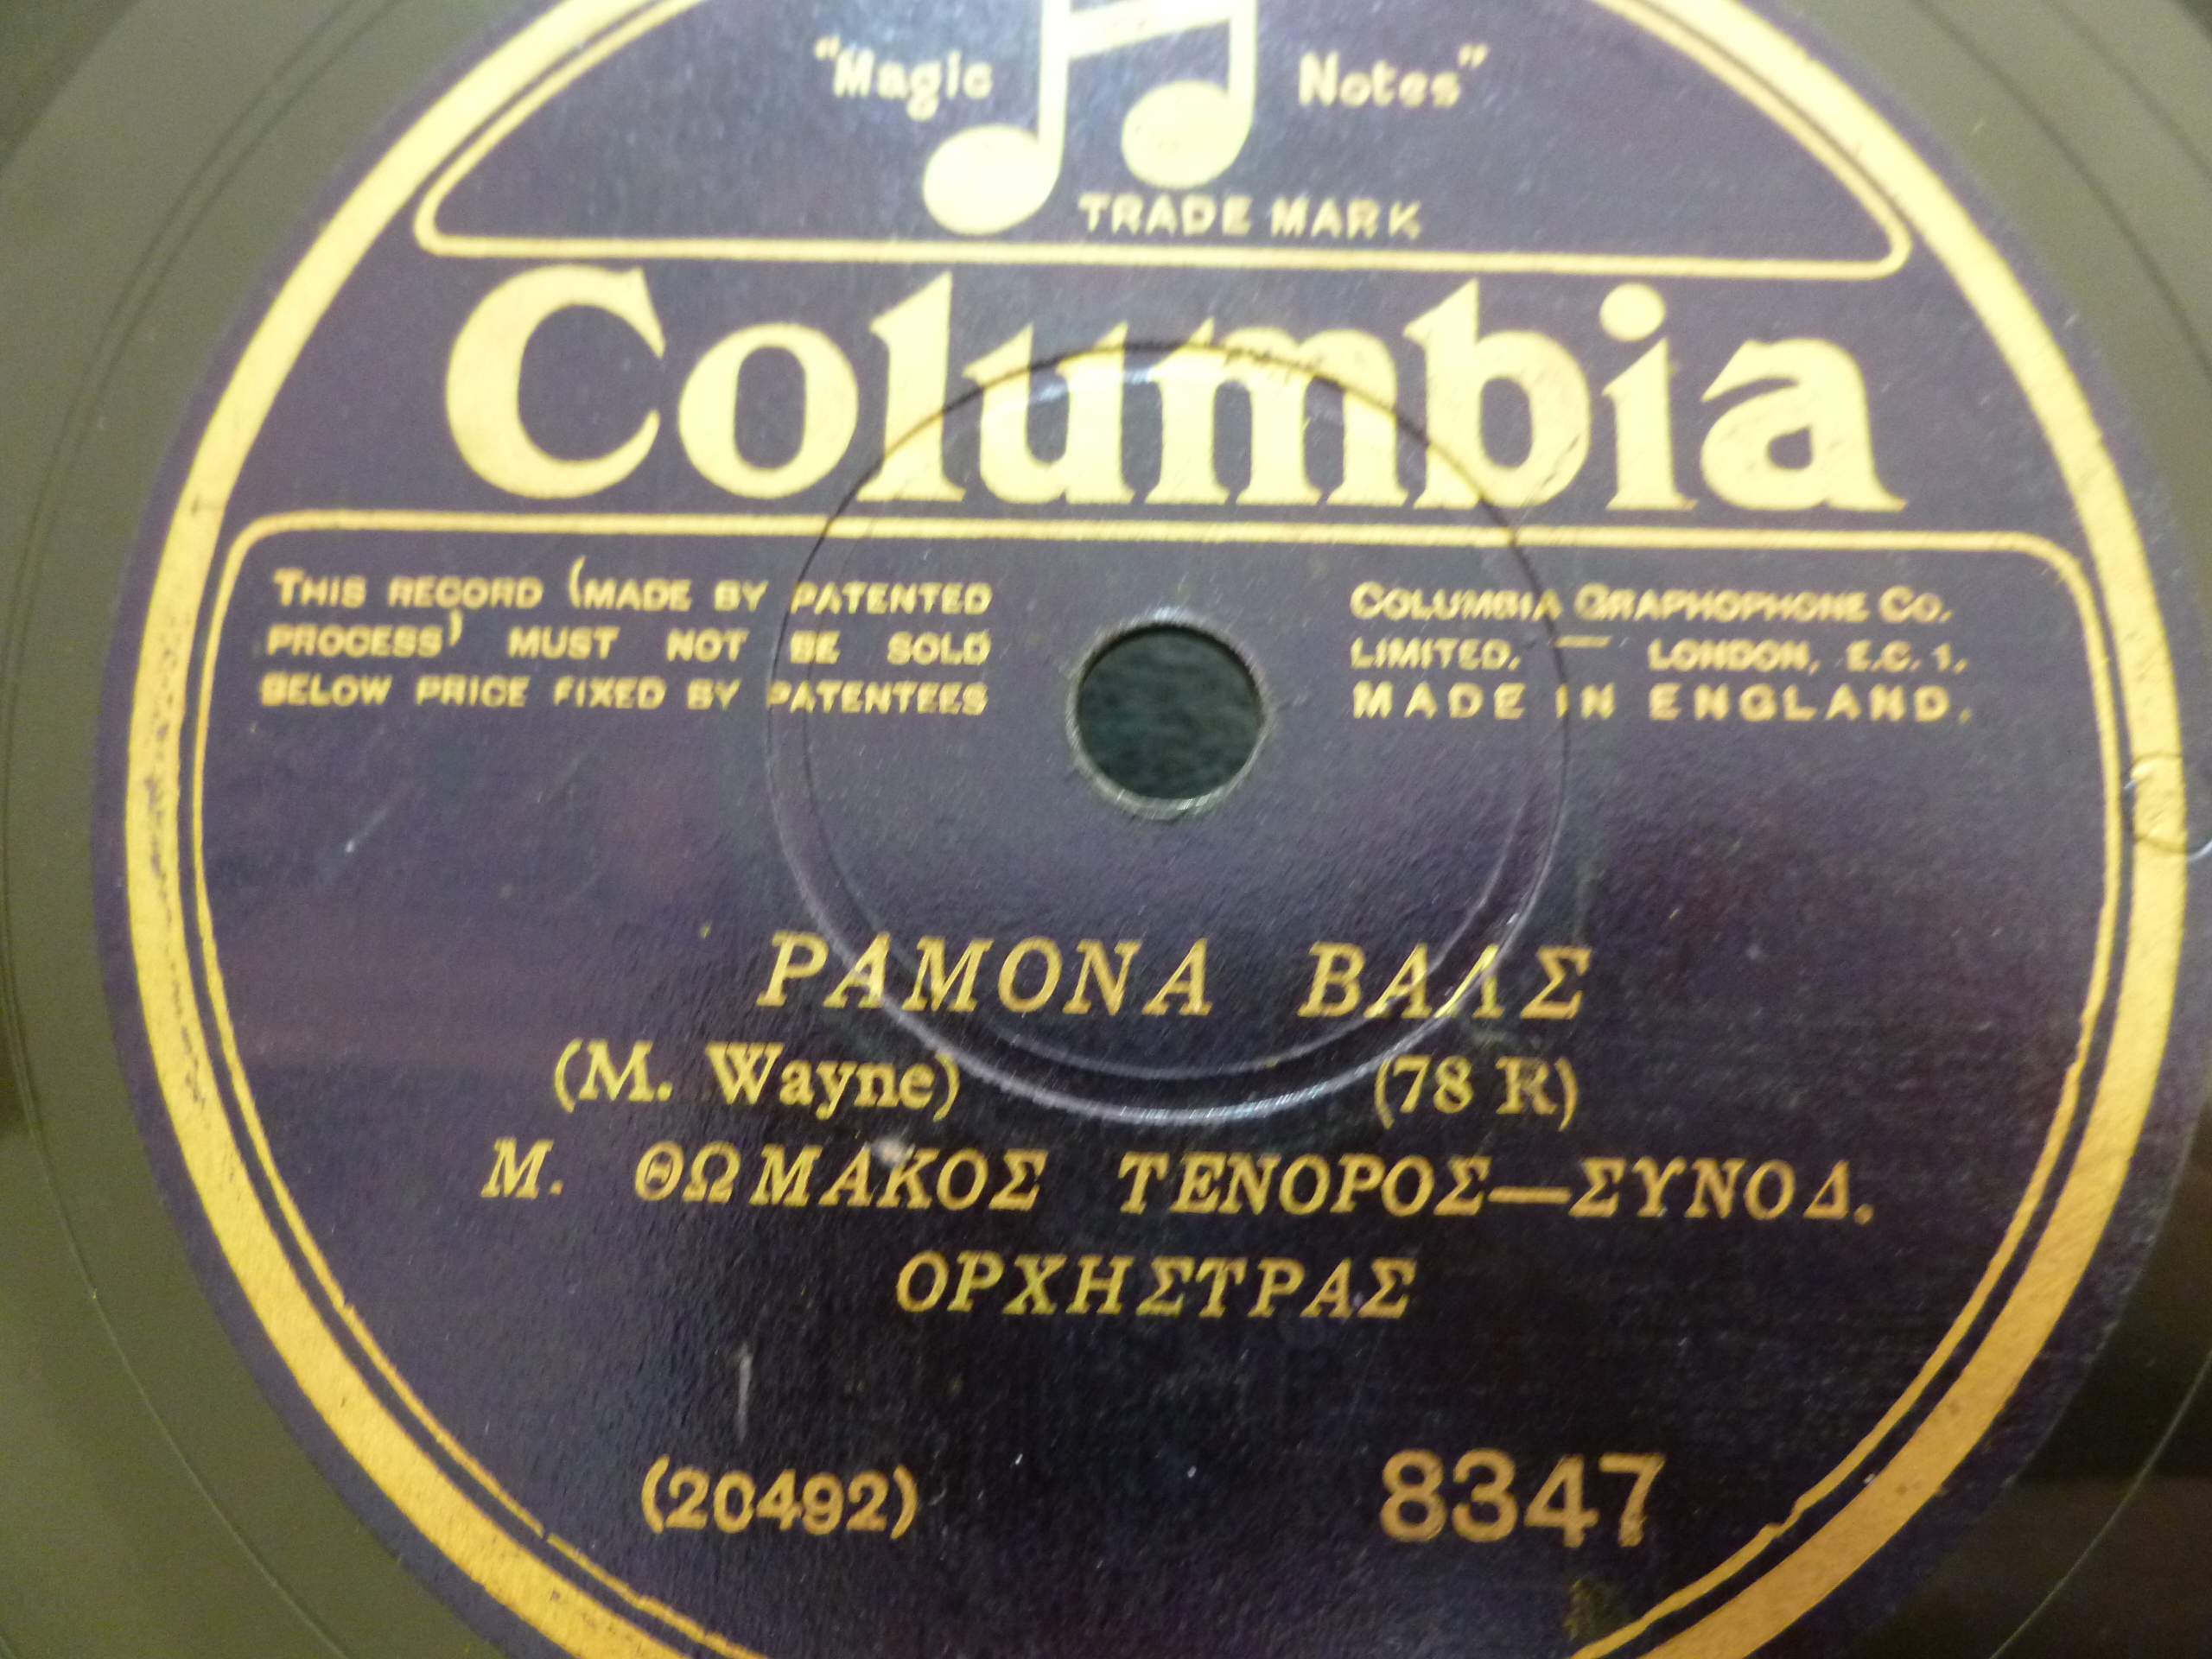 "Magic Notes"
TRADE MARK
Columbia
THIS RECORD (MADE BY PATENTED
PROCESS) MUST NOT BE SOLD
BELOW PRICE FIXED BY PATENTEES
COLUMBIA GRAPHOPHONE CO.
LIMITED, — LONDON, E.C. 1.
MADE IN ENGLAND.
ΡΑΜΟΝΑ ΒΑΛΣ
(M. Wayne) (78 R)
Μ. ΘΩΜΑΚΟΣ ΤΕΝΟΡΟΣ—ΣΥΝΟΔ.
ΟΡΧΗΣΤΡΑΣ
(20492) 8347